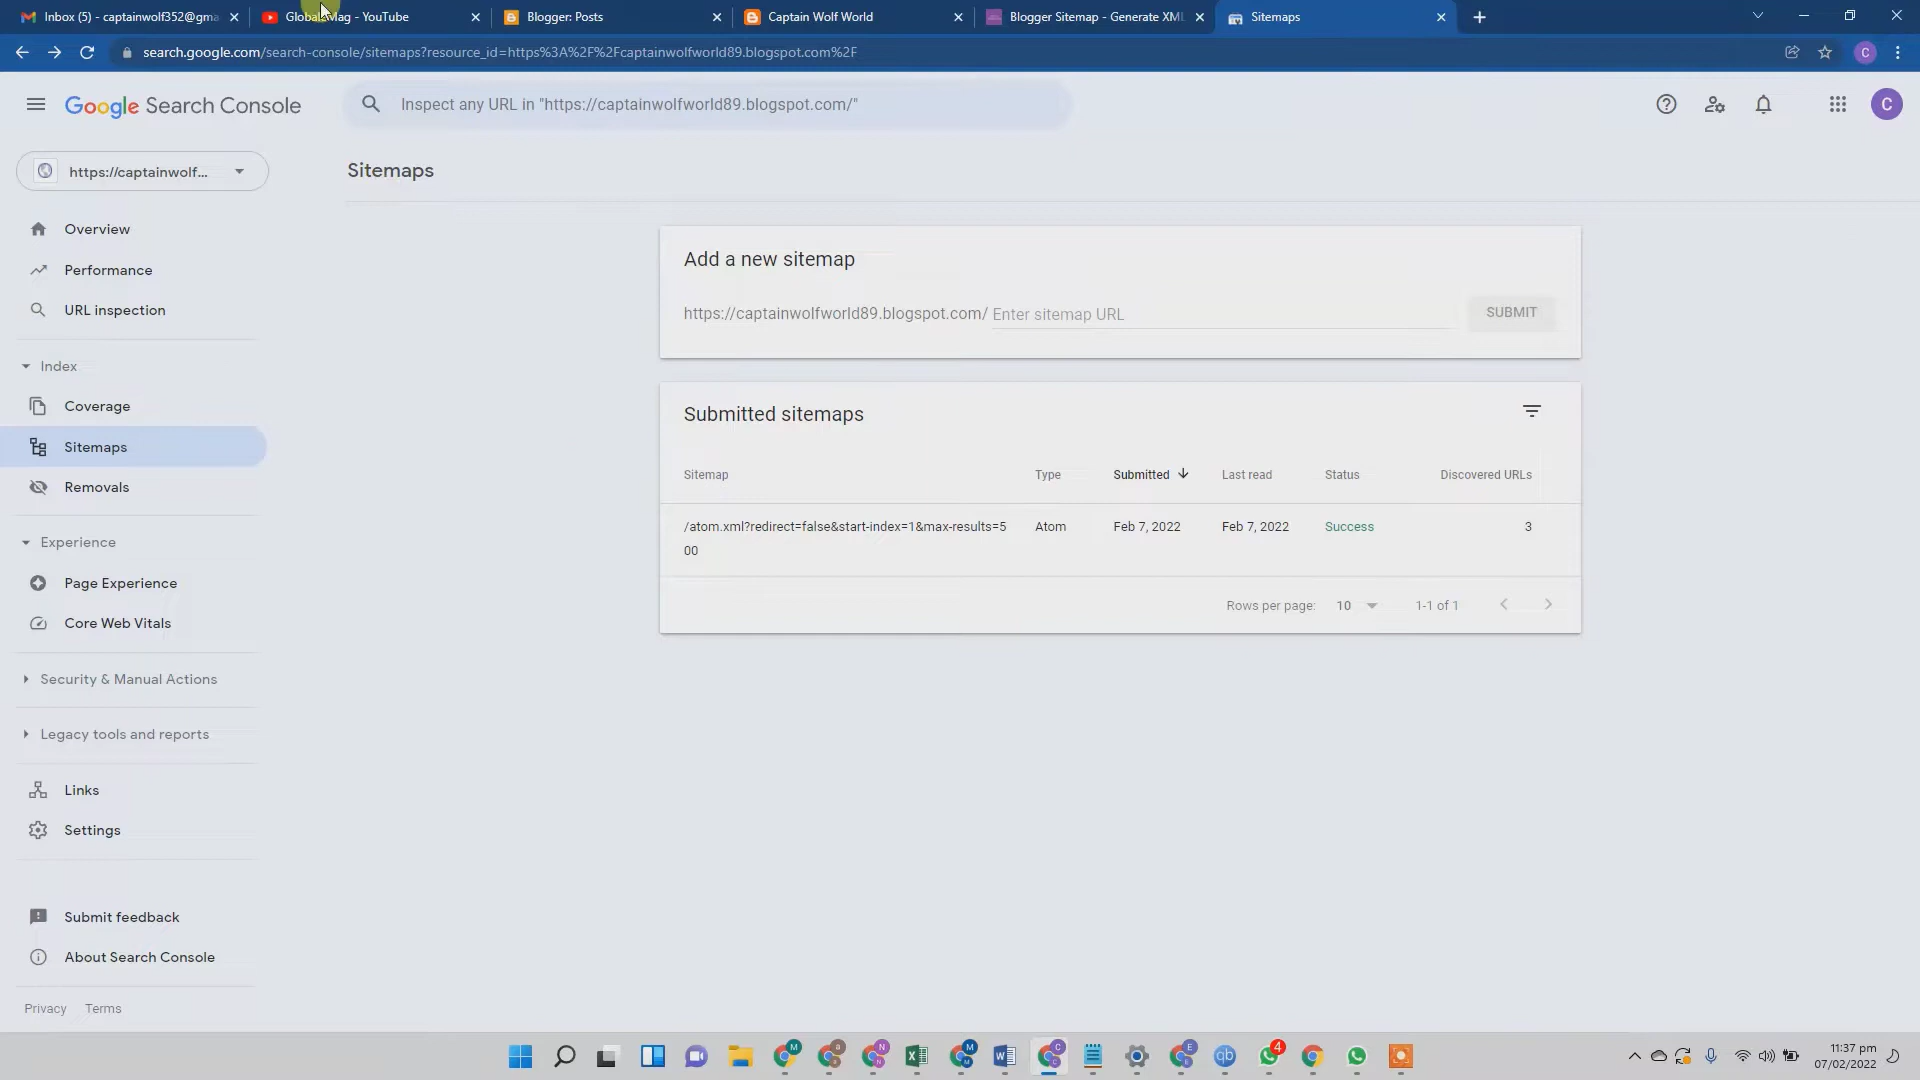 Inbox (5) - captainwolf352@gma
Global Mag - YouTube
Blogger: Posts
Captain Wolf World
Blogger Sitemap - Generate XML
Sitemaps
search.google.com/search-console/sitemaps?resource_id=https%3A%2F%2Fcaptainwolfworld89.blogspot.com%2F
C
Google Search Console
Inspect any URL in "https://captainwolfworld89.blogspot.com/"
C
https://captainwolf...
Sitemaps
Overview
Performance
URL inspection
Index
Coverage
Sitemaps
Removals
Experience
Page Experience
Core Web Vitals
Security & Manual Actions
Legacy tools and reports
Links
Settings
Submit feedback
About Search Console
Privacy Terms
Add a new sitemap
https://captainwolfworld89.blogspot.com/ Enter sitemap URL
SUBMIT
Submitted sitemaps
Sitemap Type Submitted Last read Status Discovered URLs
/atom.xml?redirect=false&start-index=1&max-results=5 Atom Feb 7, 2022 Feb 7, 2022 Success 3
00
Rows per page: 10 1-1 of 1
M a N M C E qb 4
11:37 pm
07/02/2022